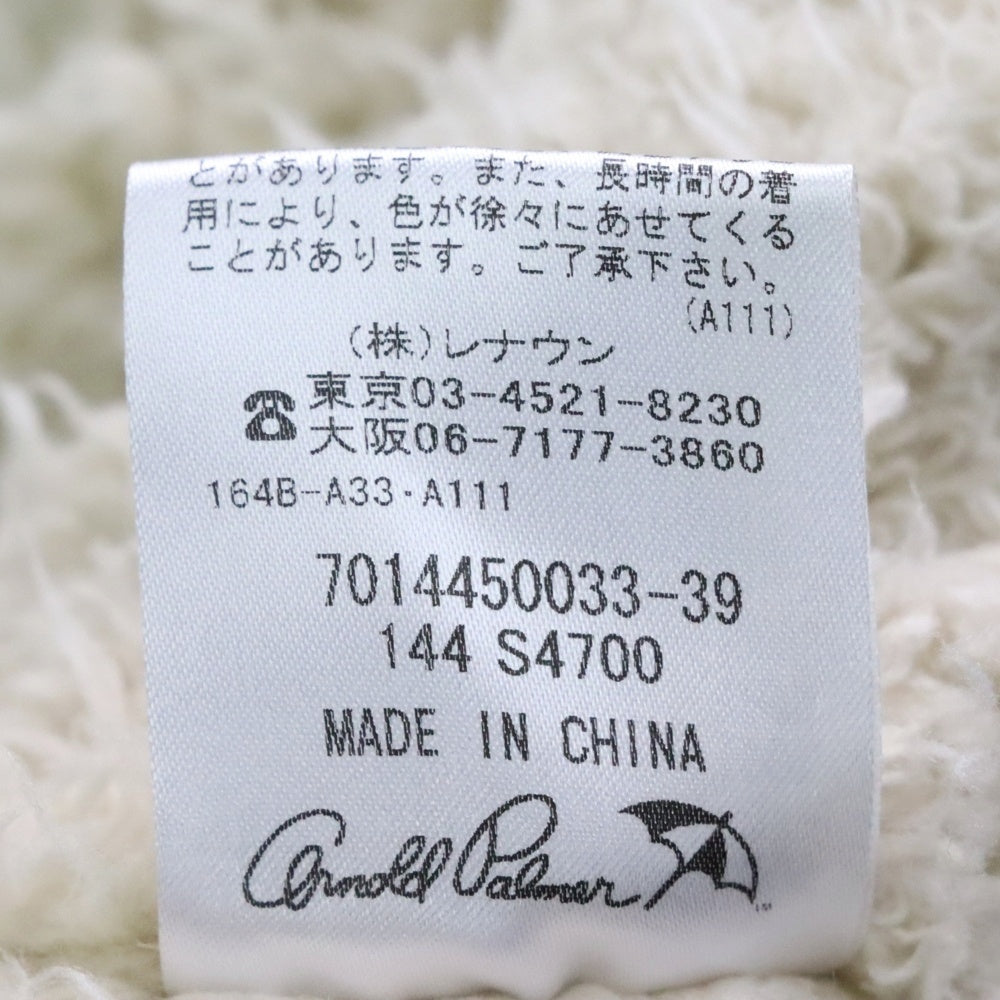 とがあります。また、長時間の着
用により、色が徐々にあせてくる
ことがあります。ご了承下さい。
(A111)
(株)レナウン
☎東京03-4521-8230
大阪06-7177-3860
164B-A33·A111
7014450033-39
144 S4700
MADE IN CHINA
Arnold Palmer